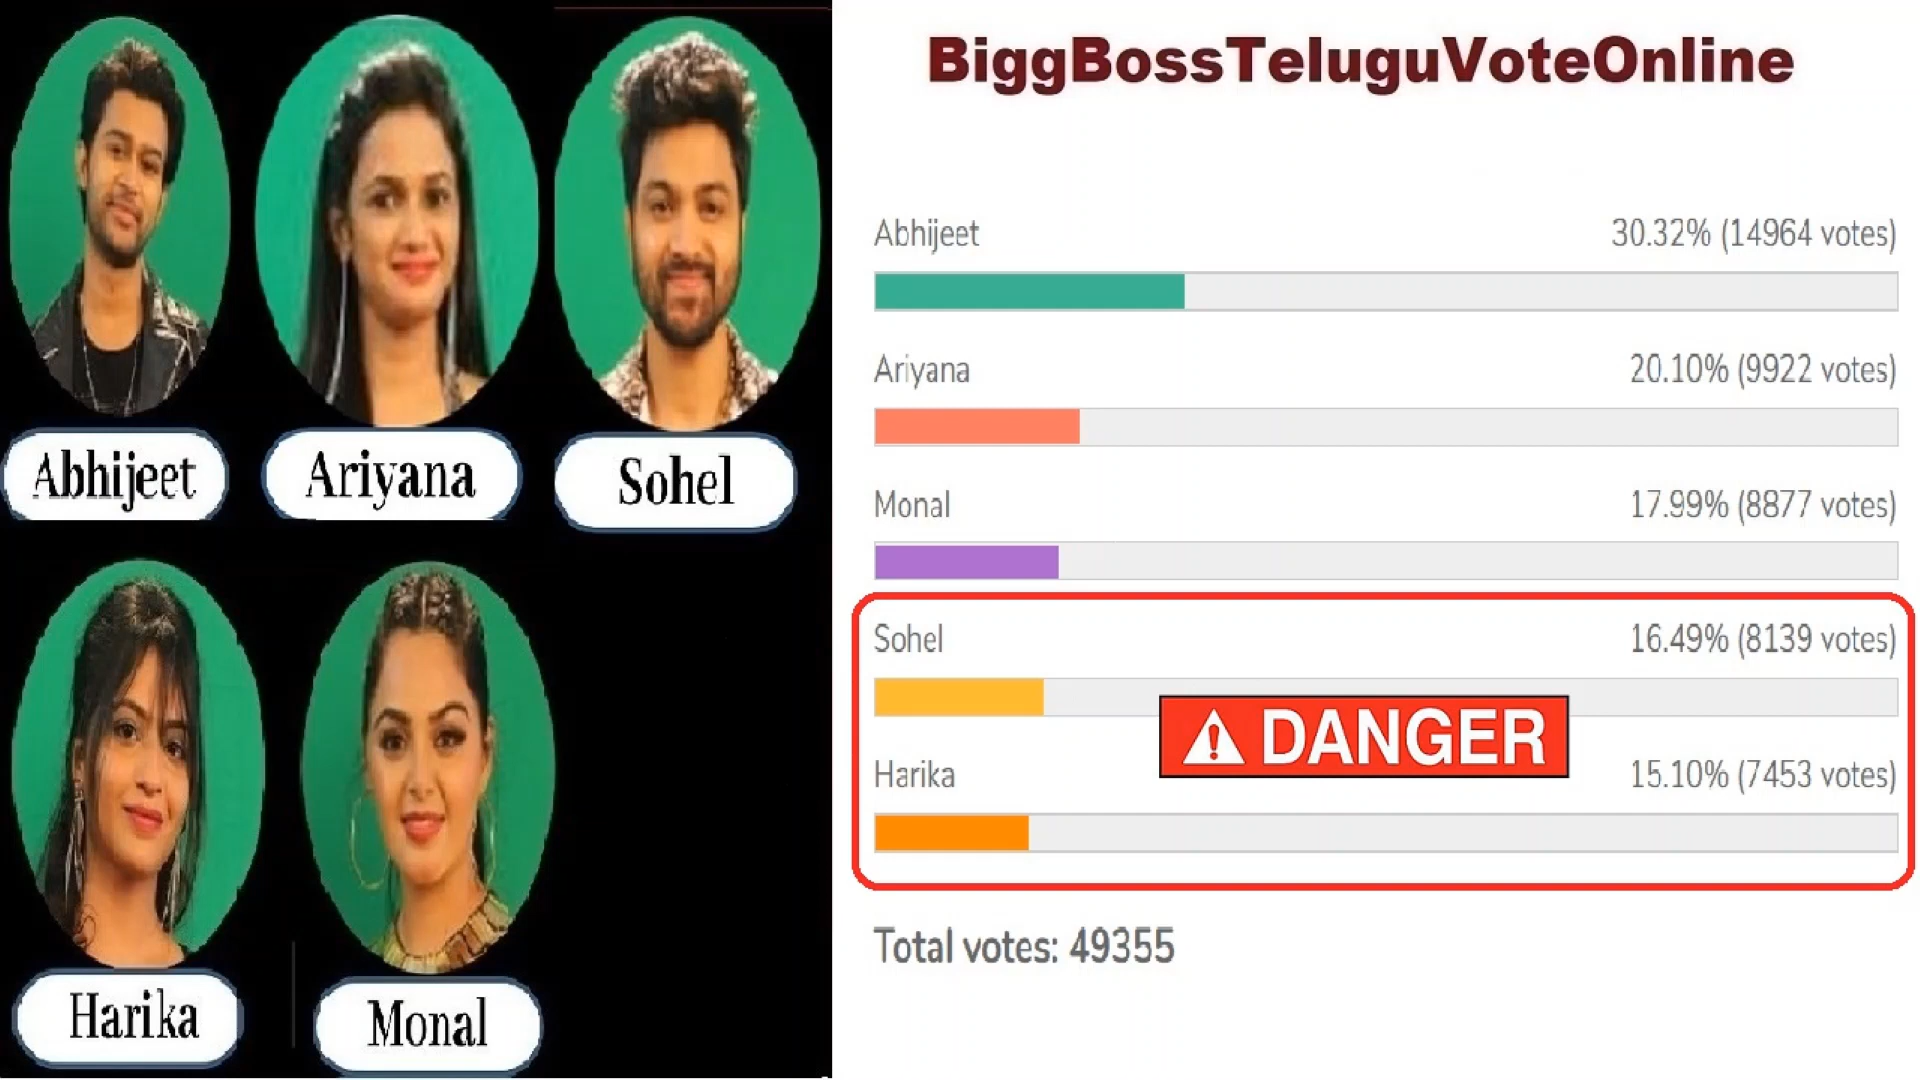 Abhijeet
Ariyana
Sohel
Harika
Monal
BiggBossTeluguVoteOnline
Abhijeet 30.32% (14964 votes)
Ariyana 20.10% (9922 votes)
Monal 17.99% (8877 votes)
Sohel 16.49% (8139 votes)
DANGER
Harika 15.10% (7453 votes)
Total votes: 49355